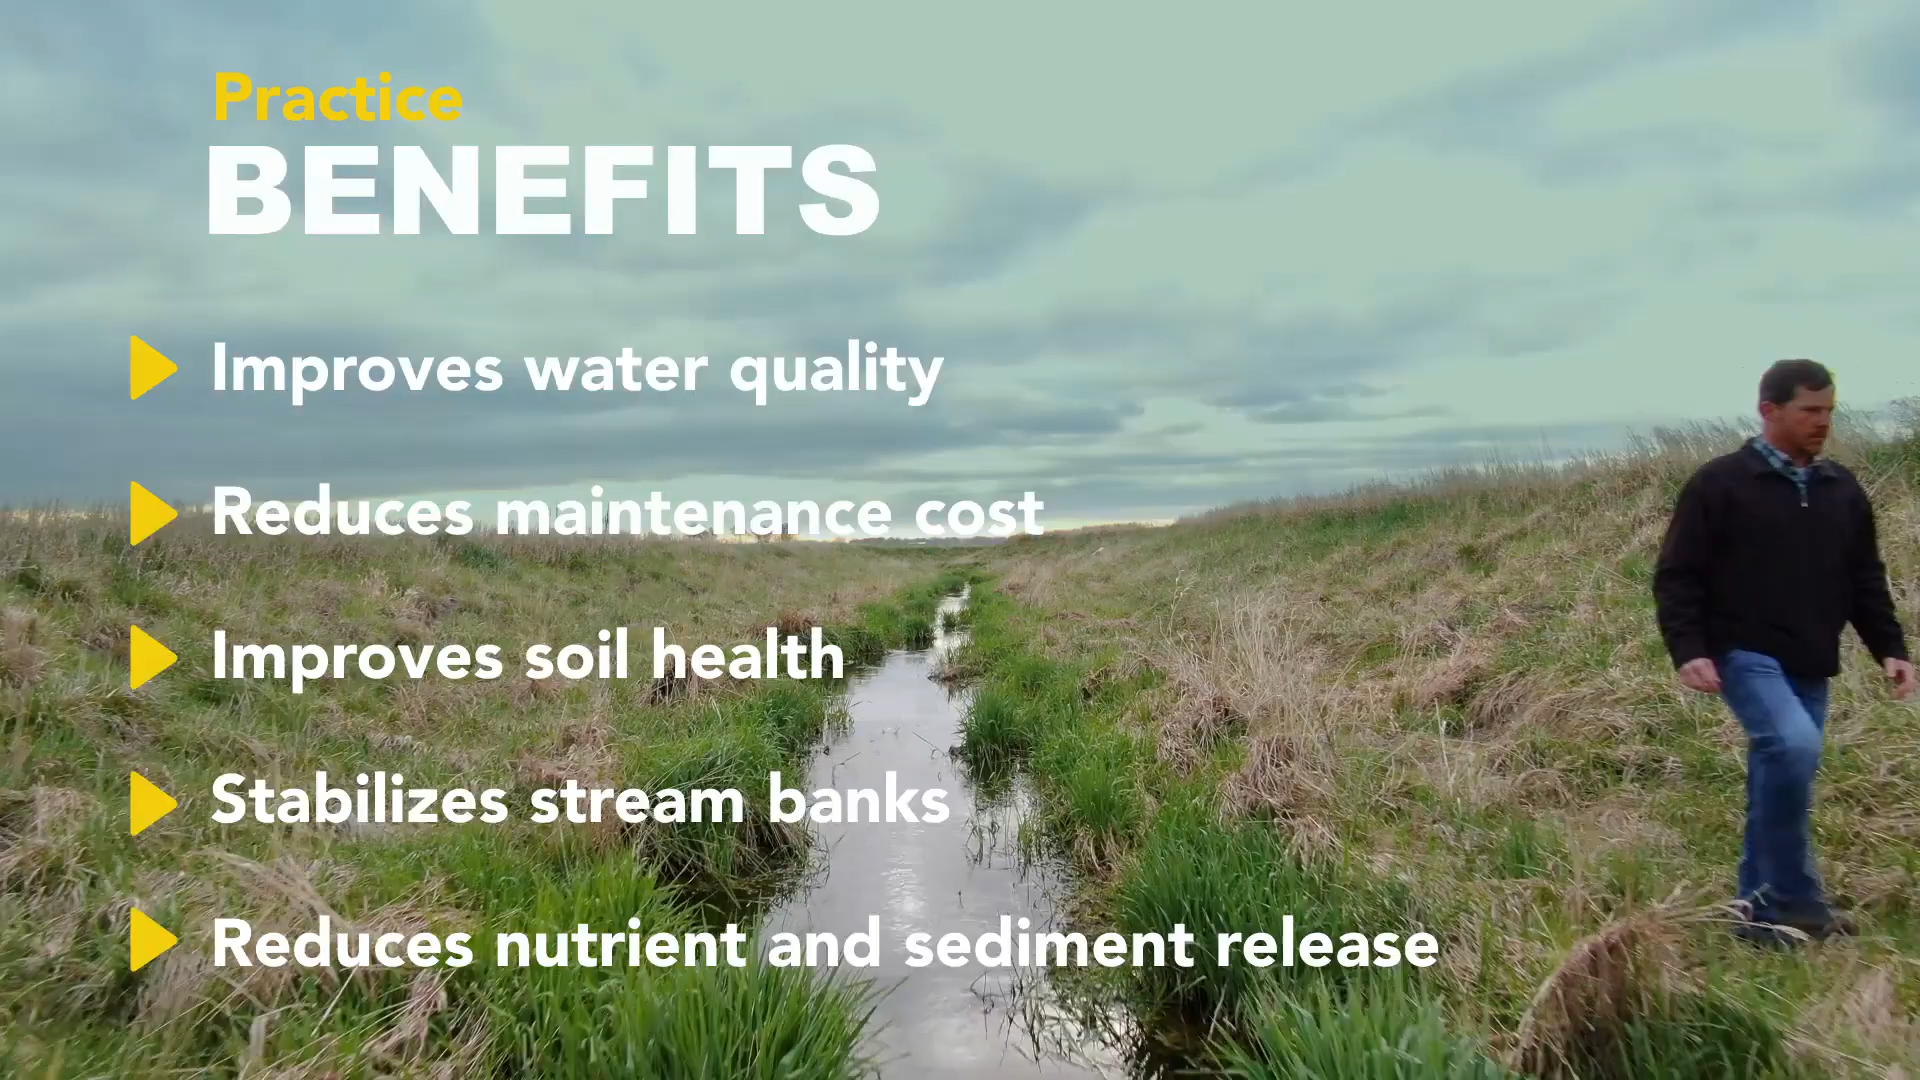 Practice
BENEFITS
Improves water quality
Reduces maintenance cost
Improves soil health
Stabilizes stream banks
Reduces nutrient and sediment release